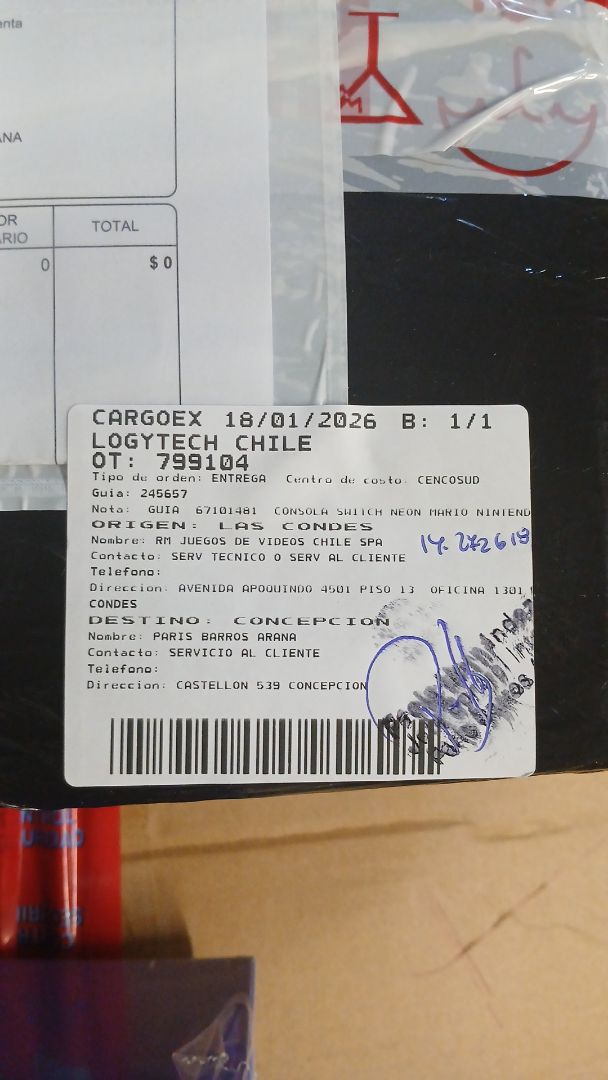 enta
ANA
OR
ARIO
TOTAL
0
$ 0
CARGOEX 18/01/2026 B: 1/1
LOGYTECH CHILE
OT: 799104
Tipo de orden: ENTREGA Centro de costo: CENCOSUD
Guia: 245657
Nota: GUIA 67101481 CONSOLA SWITCH NEON MARIO NINTEND
ORIGEN: LAS CONDES
Nombre: RM JUEGOS DE VIDEOS CHILE SPA
Contacto: SERV TECNICO O SERV AL CLIENTE
Telefono:
Direccion: AVENIDA APOQUINDO 4501 PISO 13 OFICINA 1301
CONDES
DESTINO: CONCEPCION
Nombre: PARIS BARROS ARANA
Contacto: SERVICIO AL CLIENTE
Telefono:
Direccion: CASTELLON 539 CONCEPCION